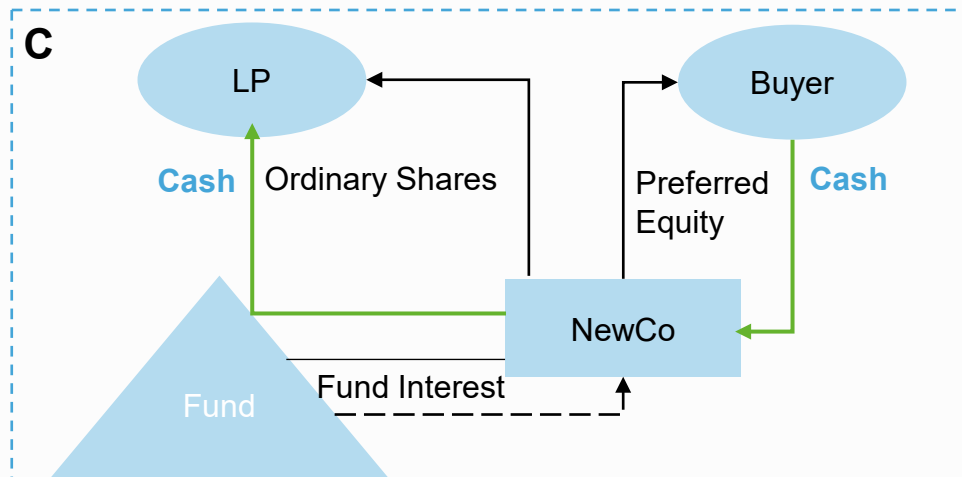 C
LP
Buyer
Cash
Ordinary Shares
Preferred
Equity
Cash
NewCo
Fund Interest
Fund